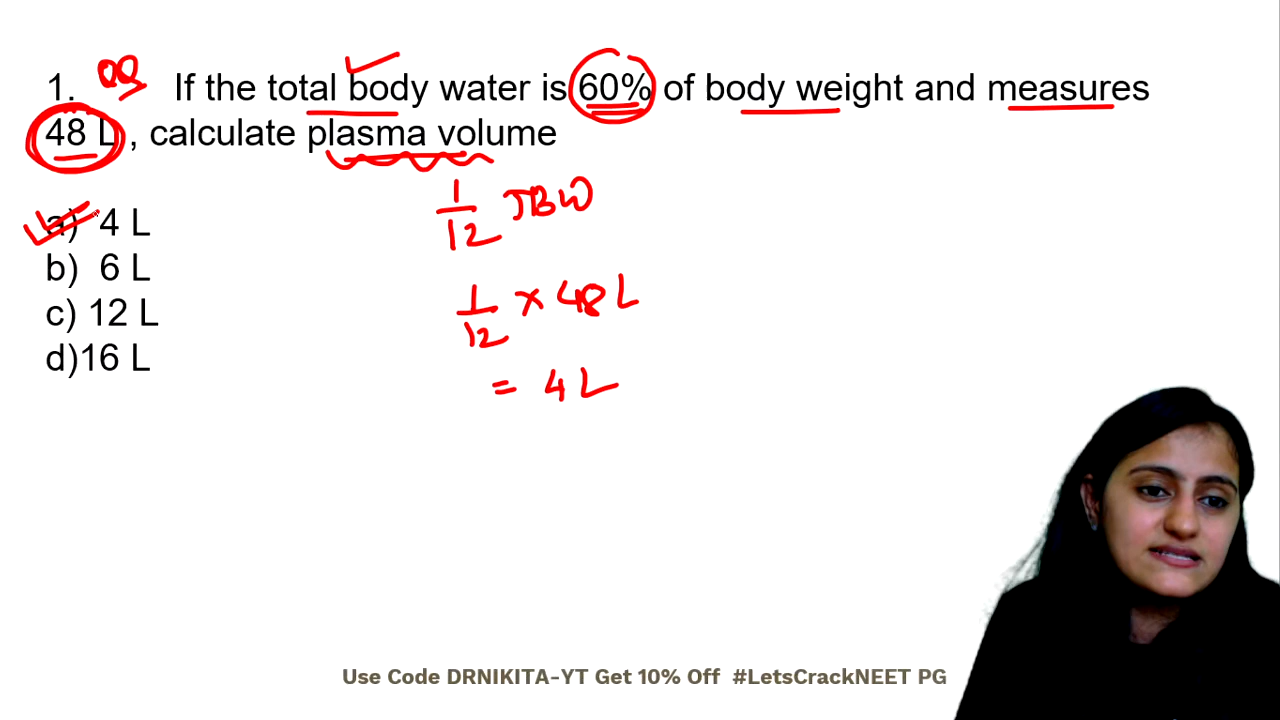 1. If the total body water is 60% of body weight and measures
48 L , calculate plasma volume
a) 4 L
b) 6 L
c) 12 L
d)16 L
1/12 TBW
1/12 × 48 L
= 4 L
Use Code DRNIKITA-YT Get 10% Off #LetsCrackNEET PG